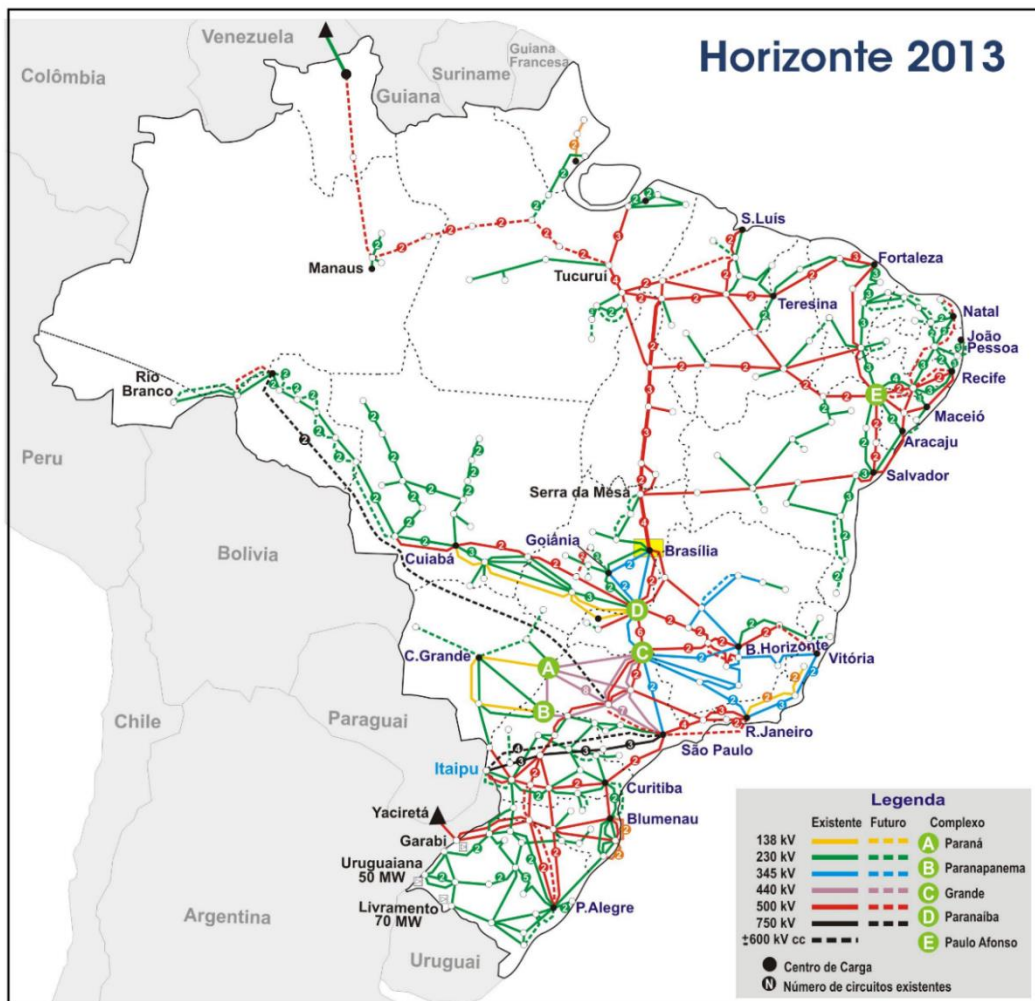 Horizonte 2013
Venezuela
Colômbia
Guiana
Suriname
Guiana
Francesa
Manaus
Tucuruí
S.Luís
Fortaleza
Teresina
Natal
João
Pessoa
Recife
Maceió
Aracaju
Salvador
E
Rio
Branco
Peru
Serra da Mesa
Bolivia
Cuiabá
Goiânia
Brasília
D
C
B.Horizonte
Vitória
C.Grande
A
B
R.Janeiro
São Paulo
Chile
Paraguai
Itaipu
Curitiba
Yaciretá
Blumenau
Garabi
Uruguaiana
50 MW
Livramento
70 MW
P.Alegre
Argentina
Uruguai
Legenda
Existente Futuro Complexo
138 kV A Paraná
230 kV B Paranapanema
345 kV
440 kV C Grande
500 kV D Paranaíba
750 kV
±600 kV cc E Paulo Afonso
Centro de Carga
N Número de circuitos existentes